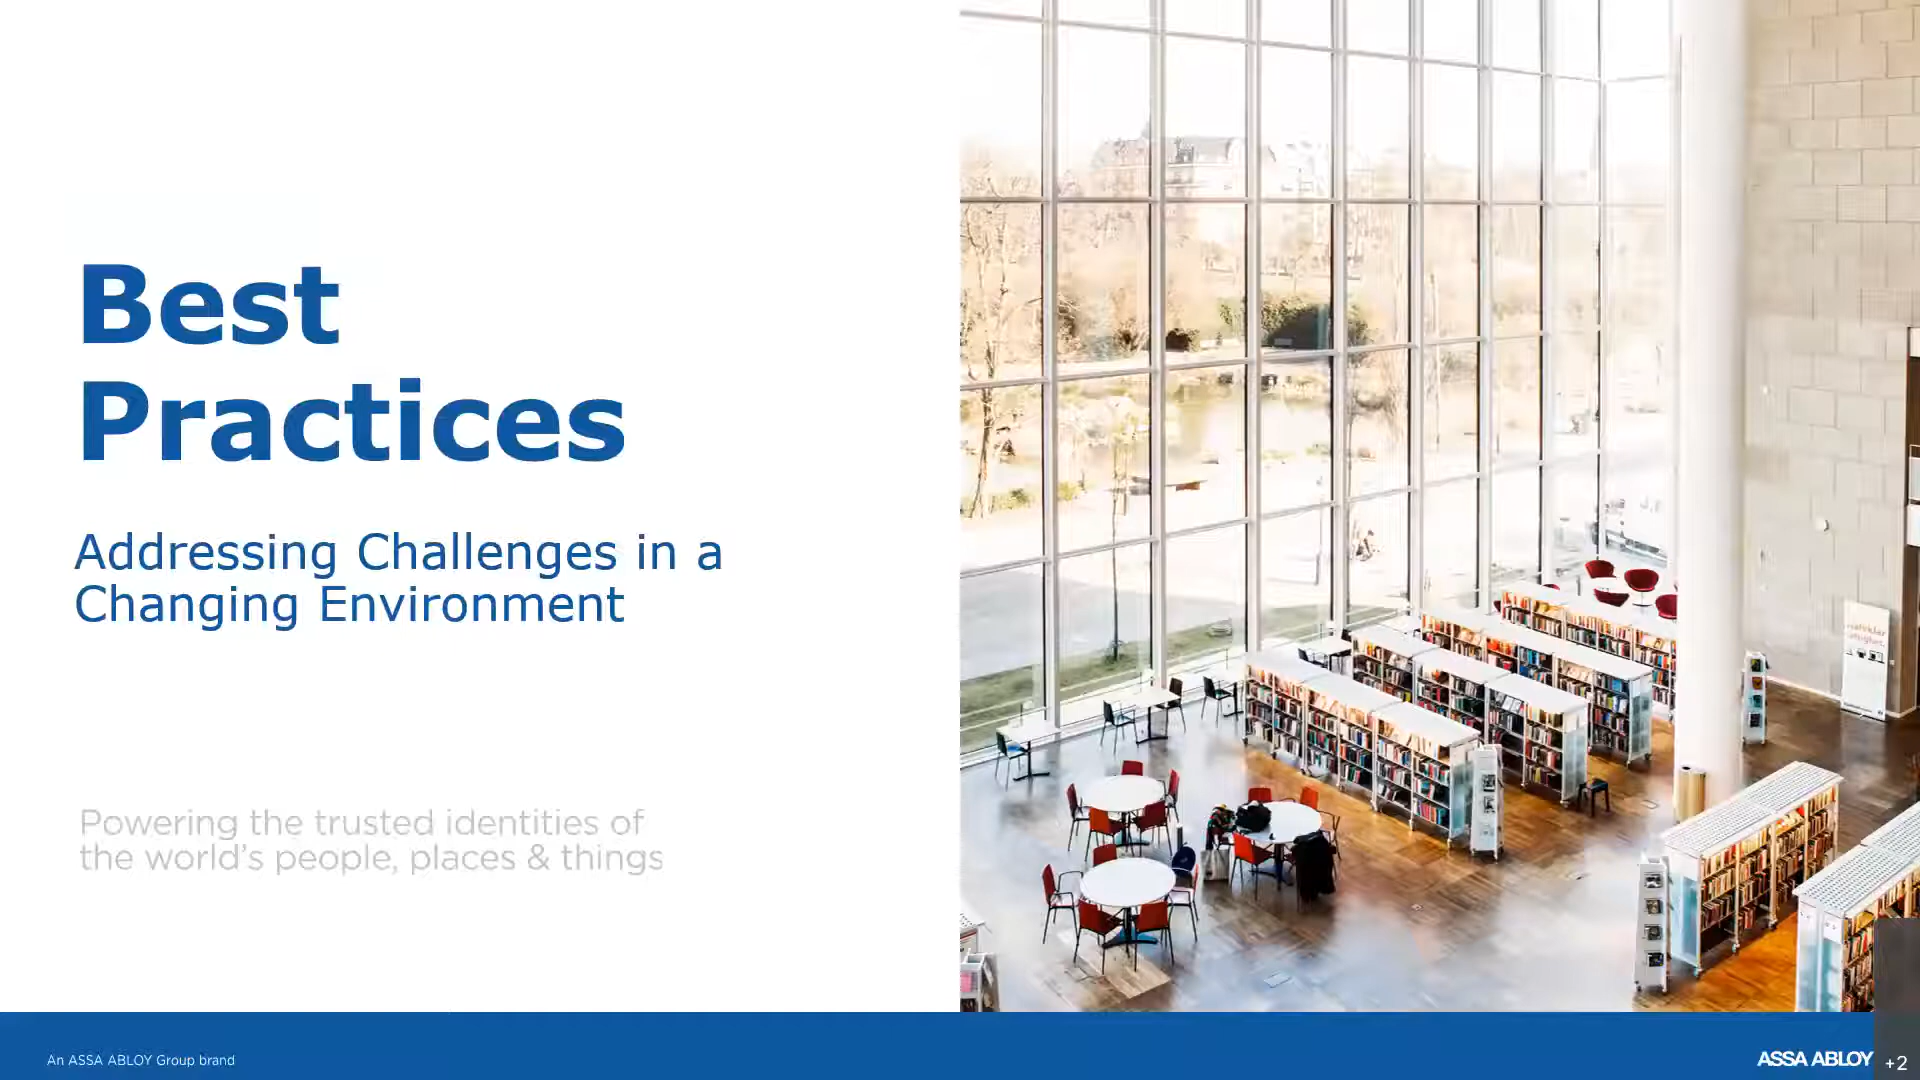 Best
Practices
Addressing Challenges in a
Changing Environment
Powering the trusted identities of
the world's people, places & things
An ASSA ABLOY Group brand
ASSA ABLOY
+2